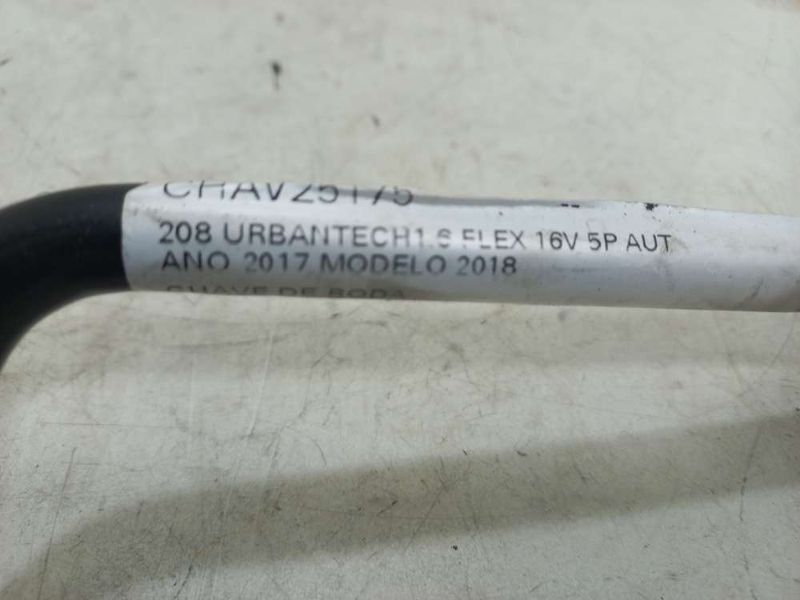 CHAV25175
208 URBANTECH1.6 FLEX 16V 5P AUT
ANO 2017 MODELO 2018
CHAVE DE RODA